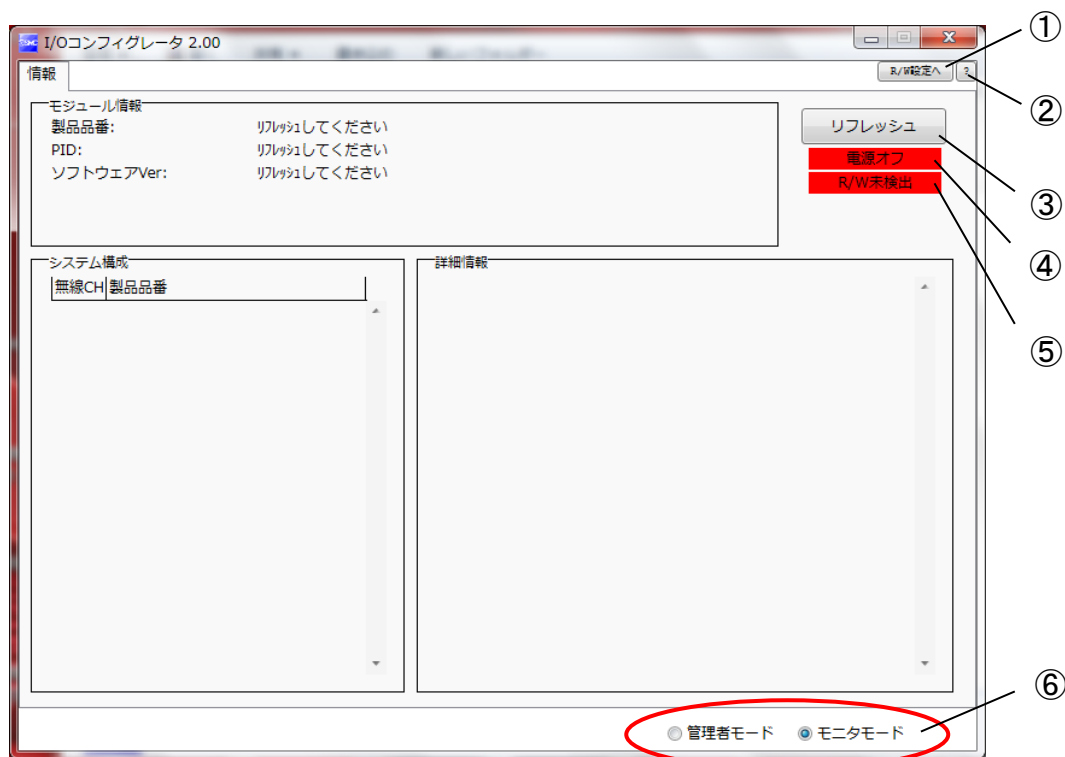 I/Oコンフィグレータ 2.00
①
情報
R/W設定へ
?
②
モジュール情報
製品品番: ﾘﾌﾚｯｼｭしてください
PID: ﾘﾌﾚｯｼｭしてください
ソフトウェアVer: ﾘﾌﾚｯｼｭしてください
リフレッシュ
電源オフ
R/W未検出
③
④
⑤
システム構成
無線CH 製品品番
詳細情報
⑥
管理者モード モニタモード